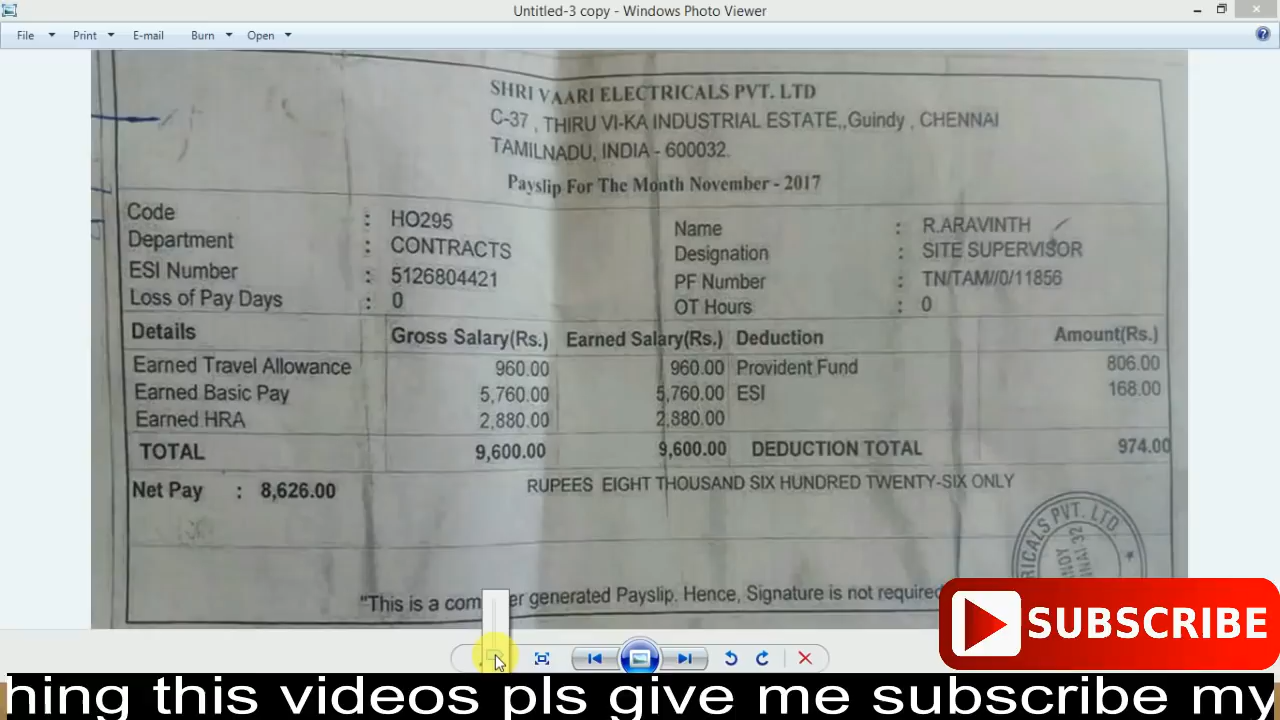 Untitled-3 copy - Windows Photo Viewer
File Print E-mail Burn Open
SHRI VAARI ELECTRICALS PVT. LTD
C-37 , THIRU VI-KA INDUSTRIAL ESTATE,,Guindy , CHENNAI
TAMILNADU, INDIA - 600032.
Payslip For The Month November - 2017
Code : HO295 Name : R.ARAVINTH
Department : CONTRACTS Designation : SITE SUPERVISOR
ESI Number : 5126804421 PF Number : TN/TAM//0/11856
Loss of Pay Days : 0 OT Hours : 0
Details Gross Salary(Rs.) Earned Salary(Rs.) Deduction Amount(Rs.)
Earned Travel Allowance 960.00 960.00 Provident Fund 806.00
Earned Basic Pay 5,760.00 5,760.00 ESI 168.00
Earned HRA 2,880.00 2,880.00
TOTAL 9,600.00 9,600.00 DEDUCTION TOTAL 974.00
Net Pay : 8,626.00 RUPEES EIGHT THOUSAND SIX HUNDRED TWENTY-SIX ONLY
RICALS PVT. LTD.
"This is a com er generated Payslip. Hence, Signature is not required
SUBSCRIBE
hing this videos pls give me subscribe my